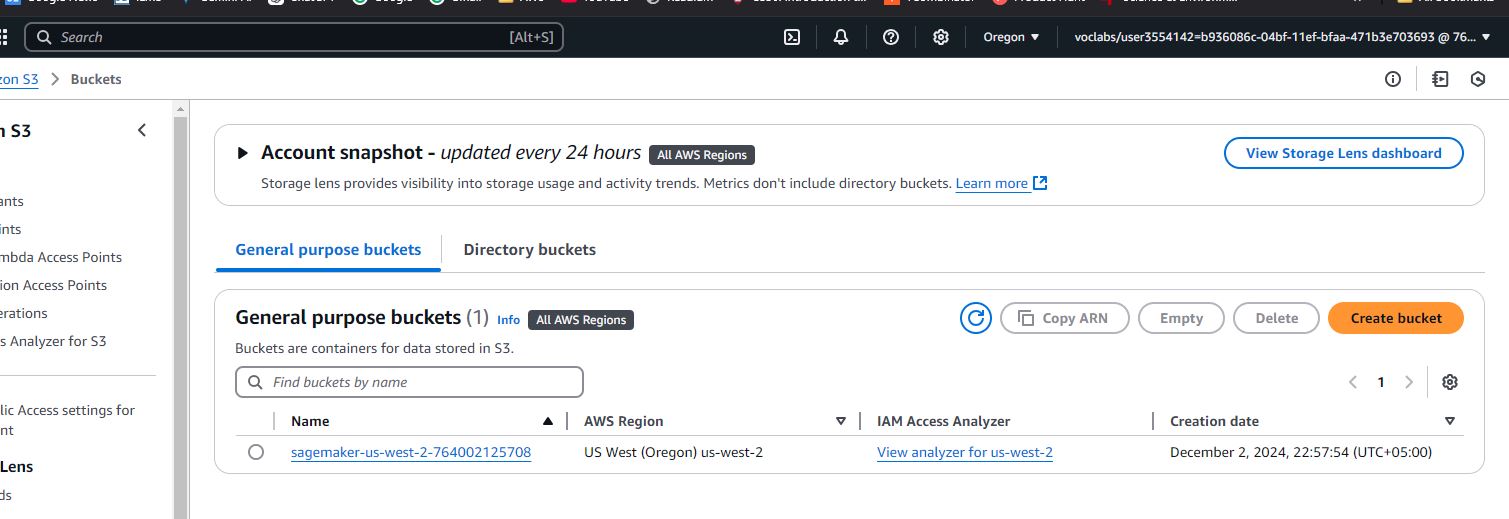 Search [Alt+S] Oregon voclabs/user3554142=b936086c-04bf-11ef-bfaa-471b3e703693 @ 76...
zon S3 > Buckets
n S3
Account snapshot - updated every 24 hours All AWS Regions
View Storage Lens dashboard
Storage lens provides visibility into storage usage and activity trends. Metrics don't include directory buckets. Learn more
ants
ints
mbda Access Points
ion Access Points
erations
s Analyzer for S3
lic Access settings for
nt
Lens
ds
General purpose buckets Directory buckets
General purpose buckets (1) Info All AWS Regions
Copy ARN Empty Delete Create bucket
Buckets are containers for data stored in S3.
Find buckets by name
1
Name AWS Region IAM Access Analyzer Creation date
sagemaker-us-west-2-764002125708 US West (Oregon) us-west-2 View analyzer for us-west-2 December 2, 2024, 22:57:54 (UTC+05:00)